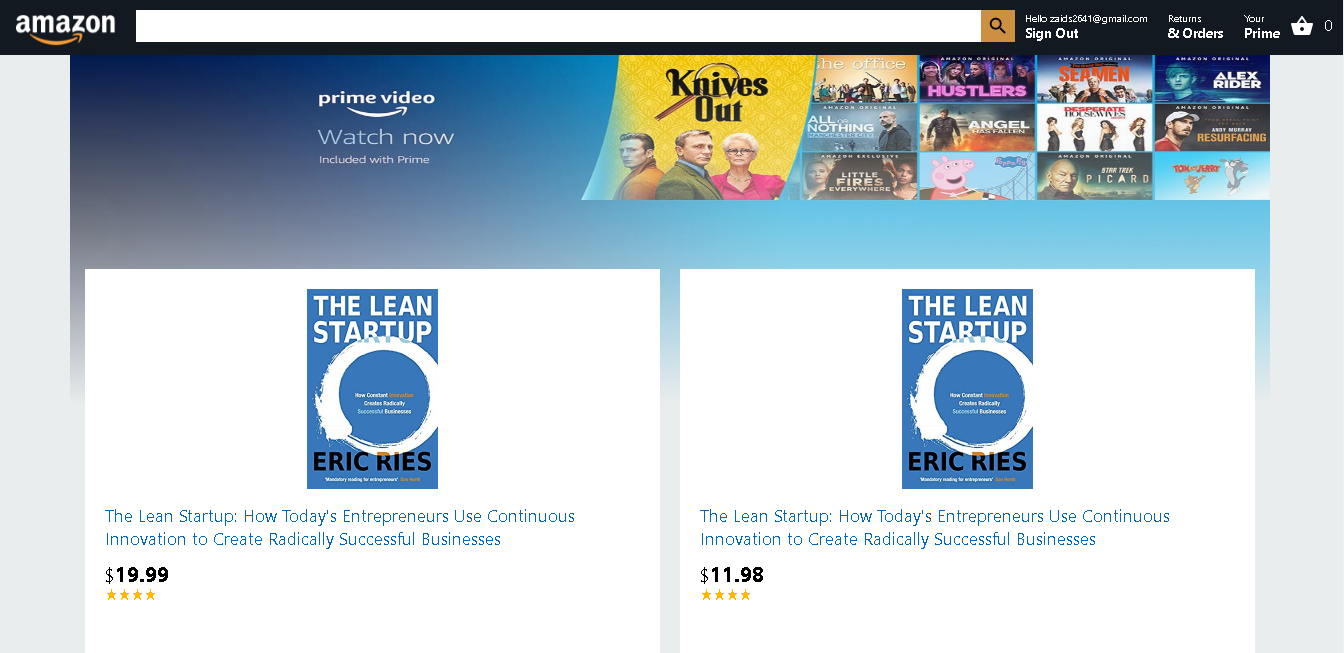 amazon
Hello zaids2641@gmail.com
Sign Out
Returns
& Orders
Your
Prime
0
prime video
Watch now
Included with Prime
Knives
Out
the office
AMAZON ORIGINAL
HUSTLERS
SEAMEN
AMAZON ORIGINAL
ALEX
RIDER
AMAZON ORIGINAL
ALL OR
NOTHING
MANCHESTER CITY
ANGEL
HAS FALLEN
DESPERATE
HOUSEWIVES
AMAZON ORIGINAL
ANDY MURRAY
RESURFACING
AMAZON EXCLUSIVE
LITTLE
FIRES
EVERYWHERE
Peppa Pig
AMAZON ORIGINAL
STAR TREK
PICARD
TOM AND JERRY
THE LEAN
STARTUP
How Constant Innovation
Creates Radically
Successful Businesses
ERIC RIES
'Mandatory reading for entrepreneurs' Dan Heath
The Lean Startup: How Today's Entrepreneurs Use Continuous
Innovation to Create Radically Successful Businesses
$19.99
THE LEAN
STARTUP
How Constant Innovation
Creates Radically
Successful Businesses
ERIC RIES
'Mandatory reading for entrepreneurs' Dan Heath
The Lean Startup: How Today's Entrepreneurs Use Continuous
Innovation to Create Radically Successful Businesses
$11.98